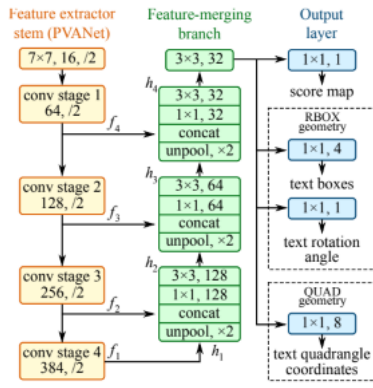 Feature extractor
stem (PVANet)
7×7, 16, /2
conv stage 1
64, /2
f4
conv stage 2
128, /2
f3
conv stage 3
256, /2
f2
conv stage 4
384, /2
f1
Feature-merging
branch
3×3, 32
h4
3×3, 32
1×1, 32
concat
unpool, ×2
h3
3×3, 64
1×1, 64
concat
unpool, ×2
h2
3×3, 128
1×1, 128
concat
unpool, ×2
h1
Output
layer
1×1, 1
score map
RBOX
geometry
1×1, 4
text boxes
1×1, 1
text rotation
angle
QUAD
geometry
1×1, 8
text quadrangle
coordinates